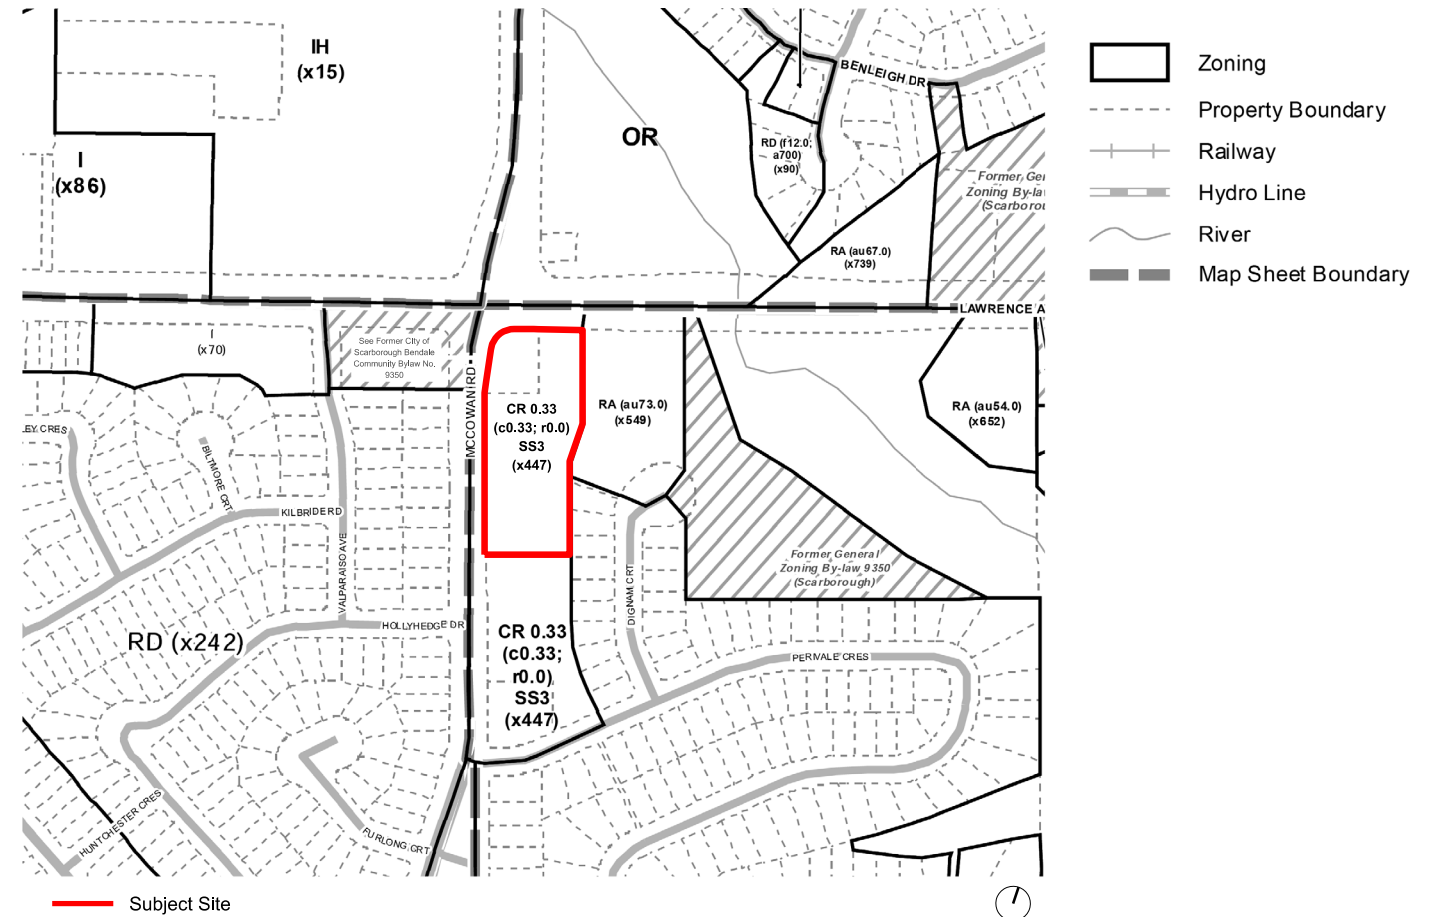 IH
(x15)
I
(x86)
OR
BENLEIGH DR
RD (f12.0;
a700)
(x90)
Former Gen
Zoning By-la
(Scarborou
RA (au67.0)
(x739)
LAWRENCE A
I
(x70)
See Former City of
Scarborough Bendale
Community Bylaw No.
9350
MCCOWAN RD
CR 0.33
(c0.33; r0.0)
SS3
(x447)
RA (au73.0)
(x549)
RA (au54.0)
(x652)
EY CRES
BILTMORE CRT
KILBRIDE RD
VALPARAISO AVE
HOLLYHEDGE DR
DIGNAM CRT
Former General
Zoning By-law 9350
(Scarborough)
RD (x242)
CR 0.33
(c0.33;
r0.0)
SS3
(x447)
PERIVALE CRES
HUNTCHESTER CRES
FURLONG CRT
Zoning
Property Boundary
Railway
Hydro Line
River
Map Sheet Boundary
Subject Site